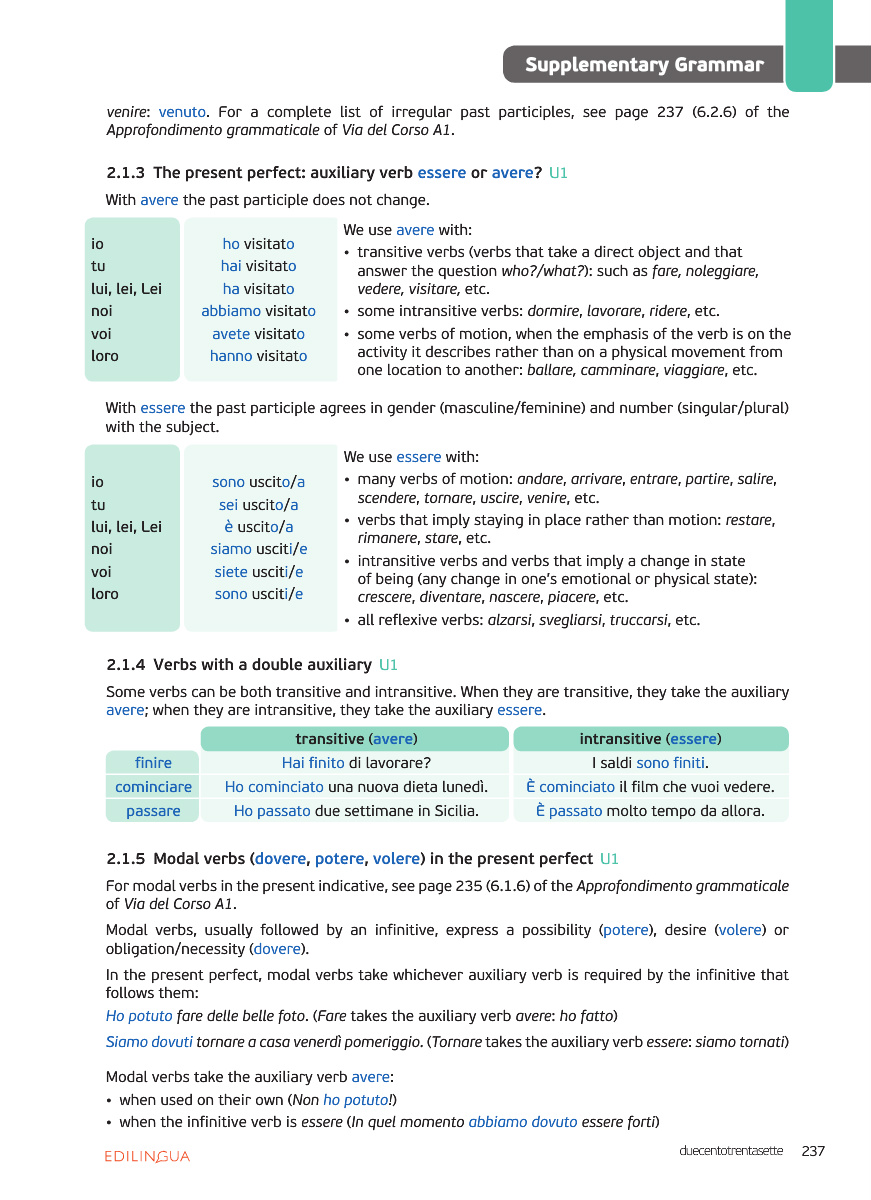 Supplementary Grammar
venire: venuto. For a complete list of irregular past participles, see page 237 (6.2.6) of the
Approfondimento grammaticale of Via del Corso A1.
2.1.3 The present perfect: auxiliary verb essere or avere? U1
With avere the past participle does not change.
io ho visitato
tu hai visitato
lui, lei, Lei ha visitato
noi abbiamo visitato
voi avete visitato
loro hanno visitato
We use avere with:
• transitive verbs (verbs that take a direct object and that
answer the question who?/what?): such as fare, noleggiare,
vedere, visitare, etc.
• some intransitive verbs: dormire, lavorare, ridere, etc.
• some verbs of motion, when the emphasis of the verb is on the
activity it describes rather than on a physical movement from
one location to another: ballare, camminare, viaggiare, etc.
With essere the past participle agrees in gender (masculine/feminine) and number (singular/plural)
with the subject.
io sono uscito/a
tu sei uscito/a
lui, lei, Lei è uscito/a
noi siamo usciti/e
voi siete usciti/e
loro sono usciti/e
We use essere with:
• many verbs of motion: andare, arrivare, entrare, partire, salire,
scendere, tornare, uscire, venire, etc.
• verbs that imply staying in place rather than motion: restare,
rimanere, stare, etc.
• intransitive verbs and verbs that imply a change in state
of being (any change in one's emotional or physical state):
crescere, diventare, nascere, piacere, etc.
• all reflexive verbs: alzarsi, svegliarsi, truccarsi, etc.
2.1.4 Verbs with a double auxiliary U1
Some verbs can be both transitive and intransitive. When they are transitive, they take the auxiliary
avere; when they are intransitive, they take the auxiliary essere.
transitive (avere) intransitive (essere)
finire Hai finito di lavorare? I saldi sono finiti.
cominciare Ho cominciato una nuova dieta lunedì. È cominciato il film che vuoi vedere.
passare Ho passato due settimane in Sicilia. È passato molto tempo da allora.
2.1.5 Modal verbs (dovere, potere, volere) in the present perfect U1
For modal verbs in the present indicative, see page 235 (6.1.6) of the Approfondimento grammaticale
of Via del Corso A1.
Modal verbs, usually followed by an infinitive, express a possibility (potere), desire (volere) or
obligation/necessity (dovere).
In the present perfect, modal verbs take whichever auxiliary verb is required by the infinitive that
follows them:
Ho potuto fare delle belle foto. (Fare takes the auxiliary verb avere: ho fatto)
Siamo dovuti tornare a casa venerdì pomeriggio. (Tornare takes the auxiliary verb essere: siamo tornati)
Modal verbs take the auxiliary verb avere:
• when used on their own (Non ho potuto!)
• when the infinitive verb is essere (In quel momento abbiamo dovuto essere forti)
EDILINGUA
duecentotrentasette 237